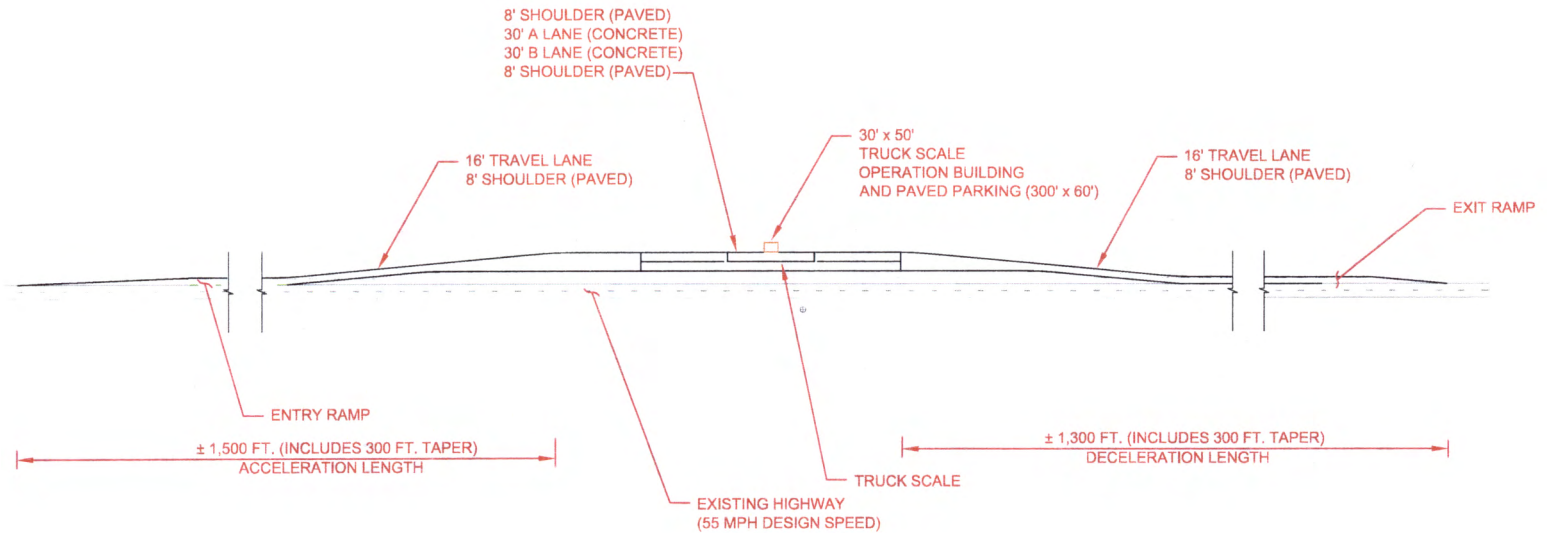 8' SHOULDER (PAVED)
30' A LANE (CONCRETE)
30' B LANE (CONCRETE)
8' SHOULDER (PAVED)
16' TRAVEL LANE
8' SHOULDER (PAVED)
30' x 50'
TRUCK SCALE
OPERATION BUILDING
AND PAVED PARKING (300' x 60')
16' TRAVEL LANE
8' SHOULDER (PAVED)
EXIT RAMP
ENTRY RAMP
± 1,500 FT. (INCLUDES 300 FT. TAPER)
ACCELERATION LENGTH
± 1,300 FT. (INCLUDES 300 FT. TAPER)
DECELERATION LENGTH
TRUCK SCALE
EXISTING HIGHWAY
(55 MPH DESIGN SPEED)